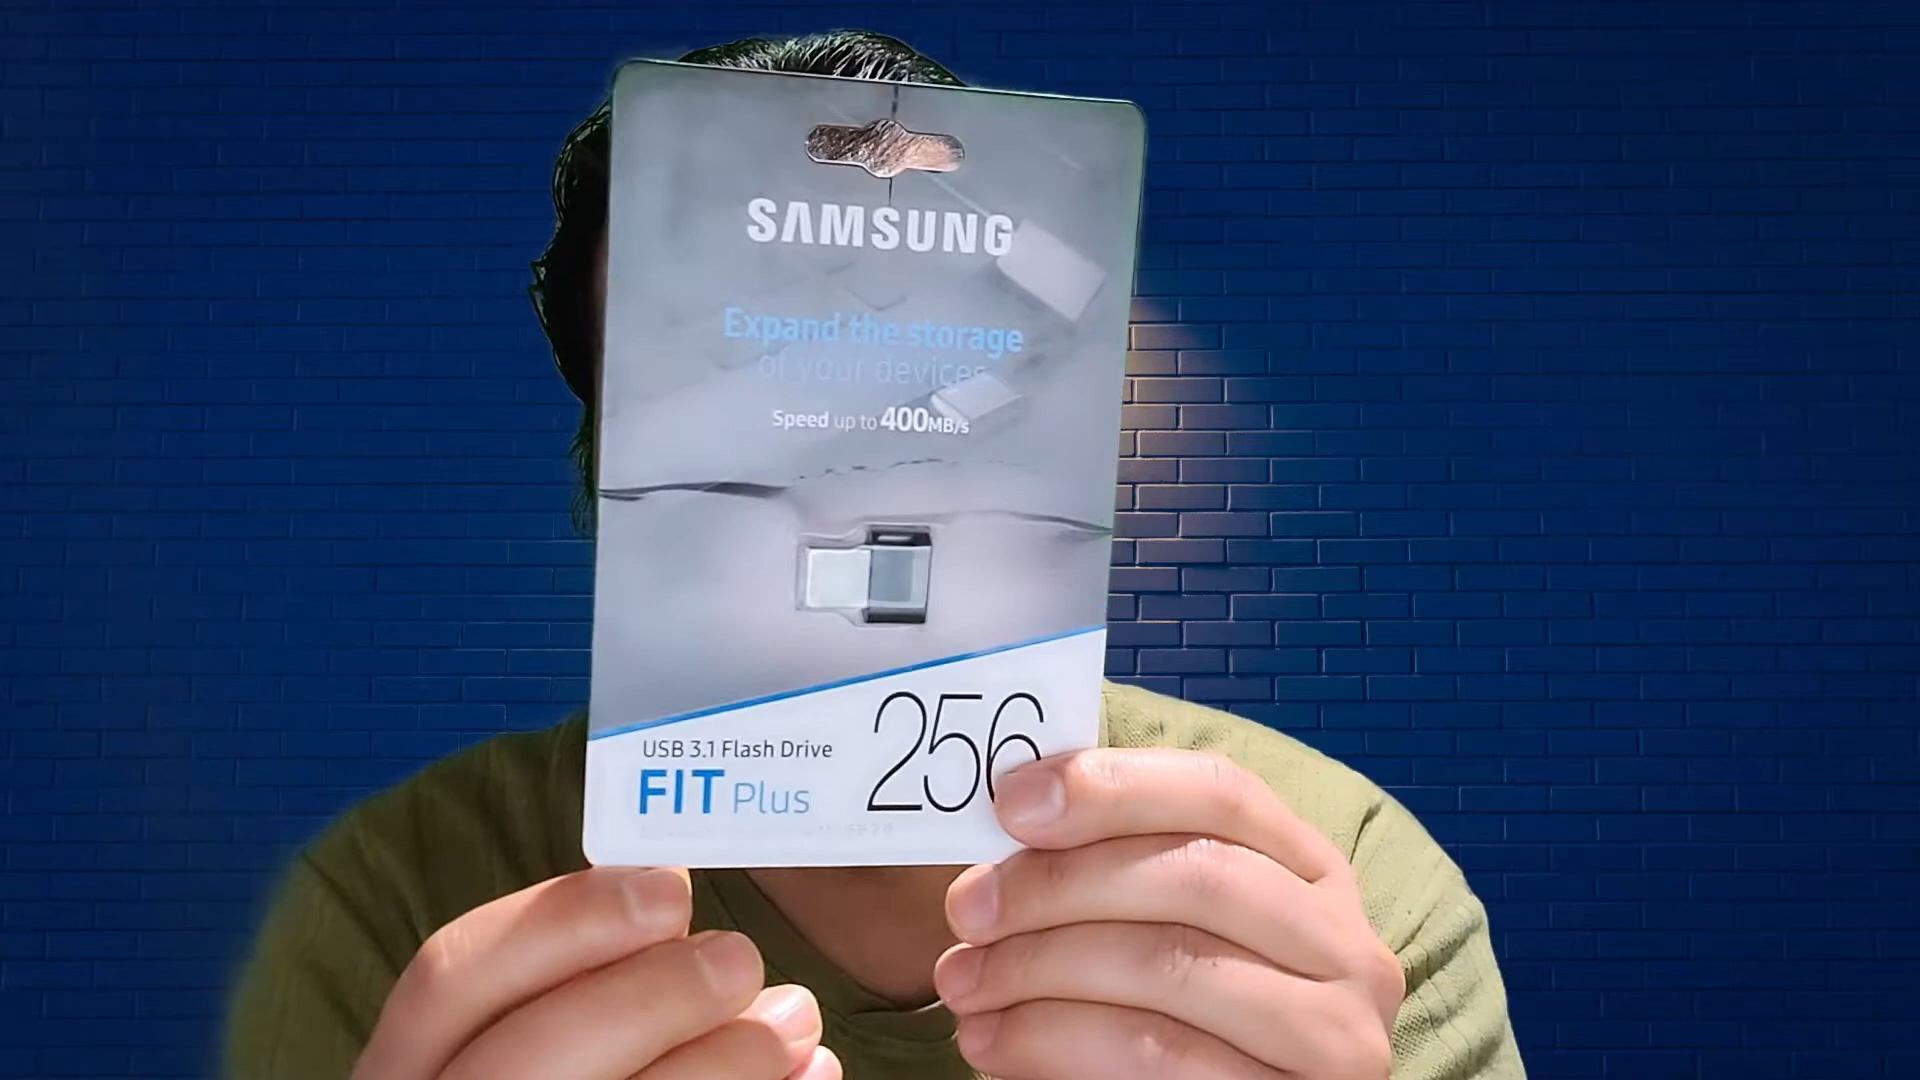 SAMSUNG
Expand the storage
of your devices
Speed up to 400MB/s
USB 3.1 Flash Drive
FIT Plus
256